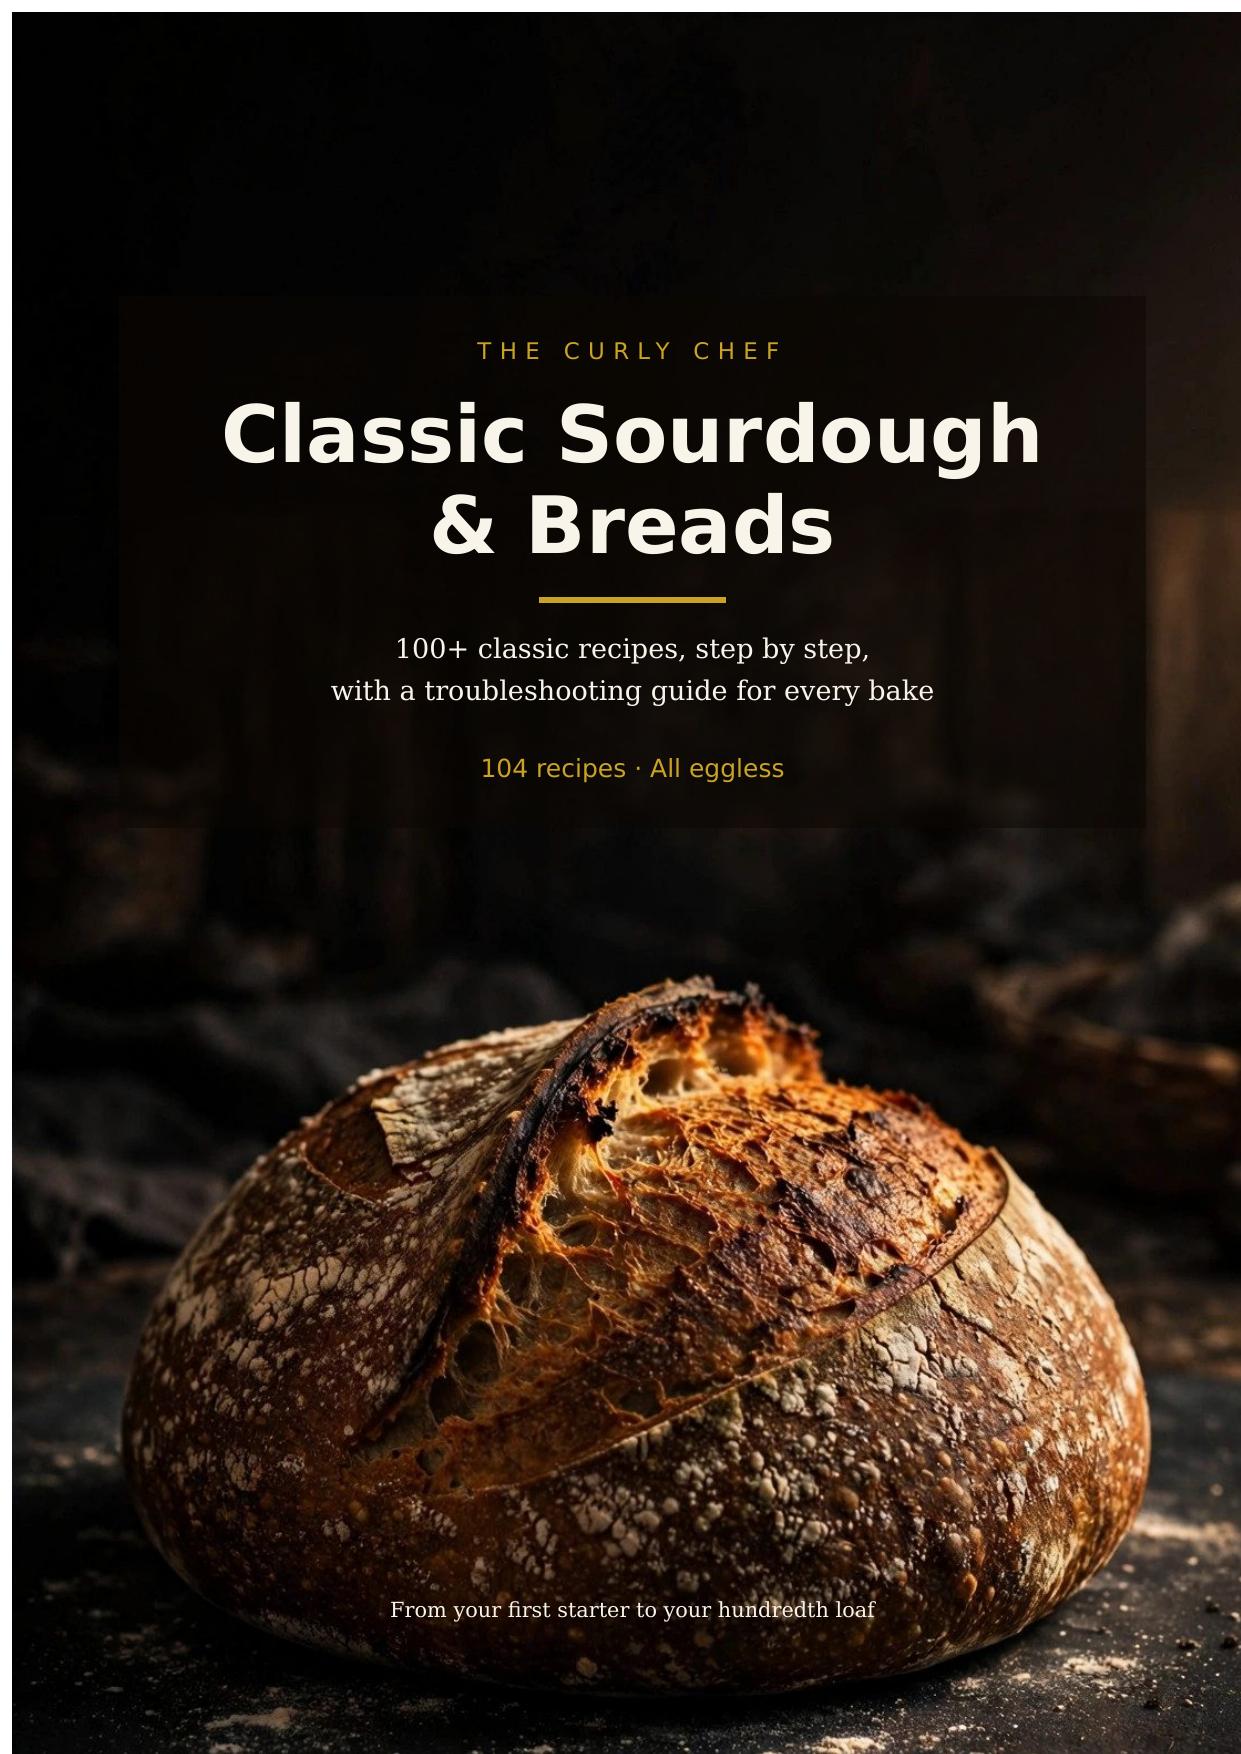 THE CURLY CHEF
Classic Sourdough
& Breads
100+ classic recipes, step by step,
with a troubleshooting guide for every bake
104 recipes · All eggless
From your first starter to your hundredth loaf